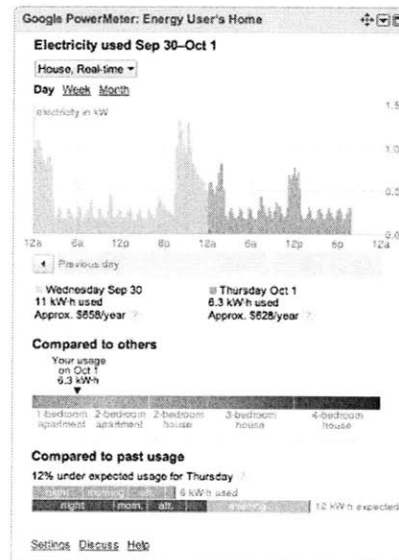 Google PowerMeter: Energy User's Home
Electricity used Sep 30–Oct 1
House, Real-time
Day Week Month
electricity in kW
1.5
1.0
0.5
0.0
12a 6a 12p 6p 12a 6a 12p 6p 12a
Previous day
Wednesday Sep 30
11 kW·h used
Approx. $658/year ?
Thursday Oct 1
6.3 kW·h used
Approx. $628/year ?
Compared to others
Your usage
on Oct 1
6.3 kW·h
1-bedroom apartment
2-bedroom apartment
2-bedroom house
3-bedroom house
4-bedroom house
Compared to past usage
12% under expected usage for Thursday ?
night morning aft. 6 kW·h used
night morn. aft. evening 12 kW·h expected
Settings Discuss Help